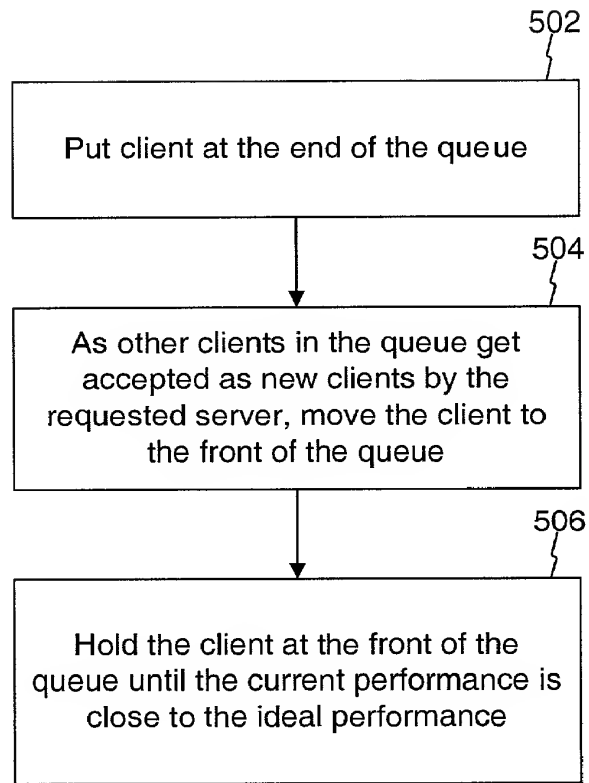 502
Put client at the end of the queue
504
As other clients in the queue get
accepted as new clients by the
requested server, move the client to
the front of the queue
506
Hold the client at the front of the
queue until the current performance is
close to the ideal performance